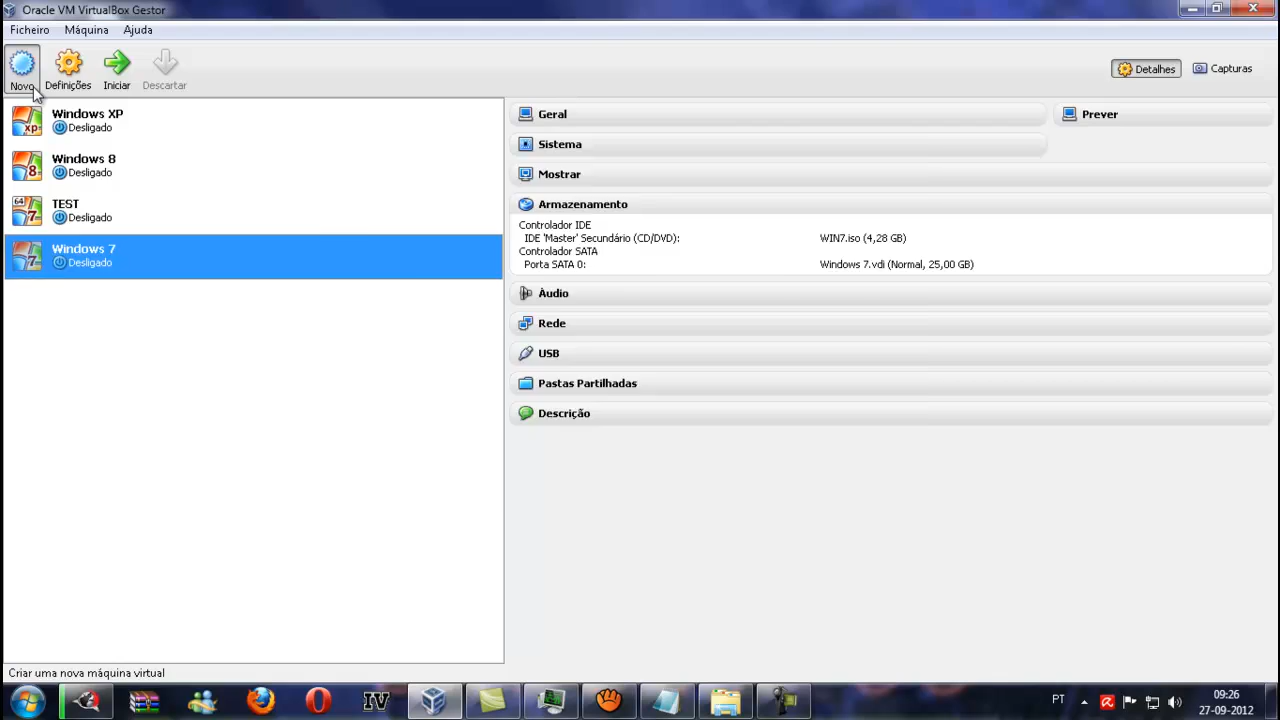 Oracle VM VirtualBox Gestor
Ficheiro Máquina Ajuda
Novo Definições Iniciar Descartar
Detalhes Capturas
Windows XP
Desligado
Windows 8
Desligado
64 TEST
Desligado
Windows 7
Desligado
Geral
Prever
Sistema
Mostrar
Armazenamento
Controlador IDE
IDE 'Master' Secundário (CD/DVD): WIN7.iso (4,28 GB)
Controlador SATA
Porta SATA 0: Windows 7.vdi (Normal, 25,00 GB)
Àudio
Rede
USB
Pastas Partilhadas
Descrição
Criar uma nova máquina virtual
IV
PT
09:26
27-09-2012